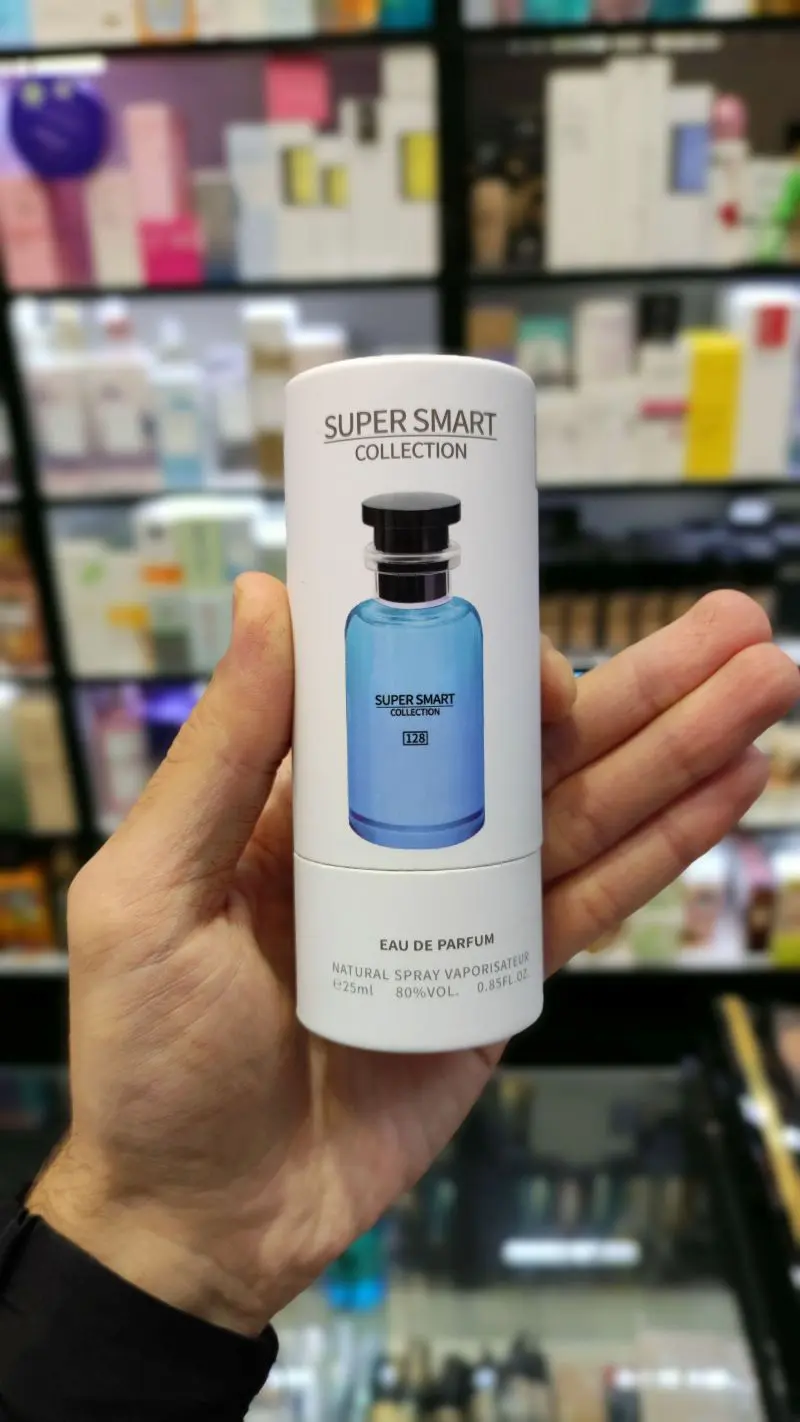 SUPER SMART
COLLECTION
SUPER SMART
COLLECTION
128
EAU DE PARFUM
NATURAL SPRAY VAPORISATEUR
℮25ml 80%VOL. 0.85FL.OZ.